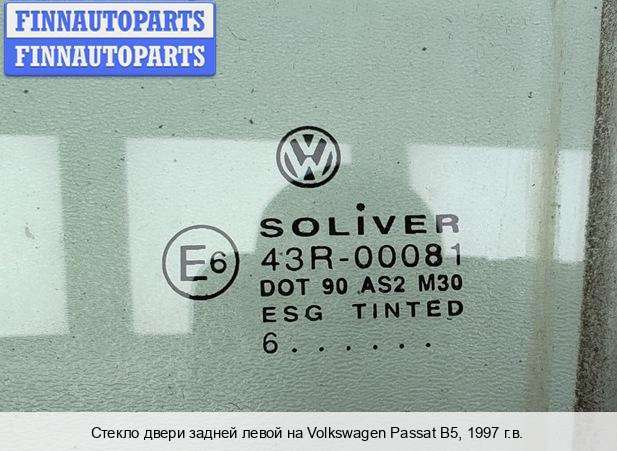 FINNAUTOPARTS
FINNAUTOPARTS
SOLiVER
E6 43R-00081
DOT 90 AS2 M30
ESG TINTED
6......
Стекло двери задней левой на Volkswagen Passat B5, 1997 г.в.